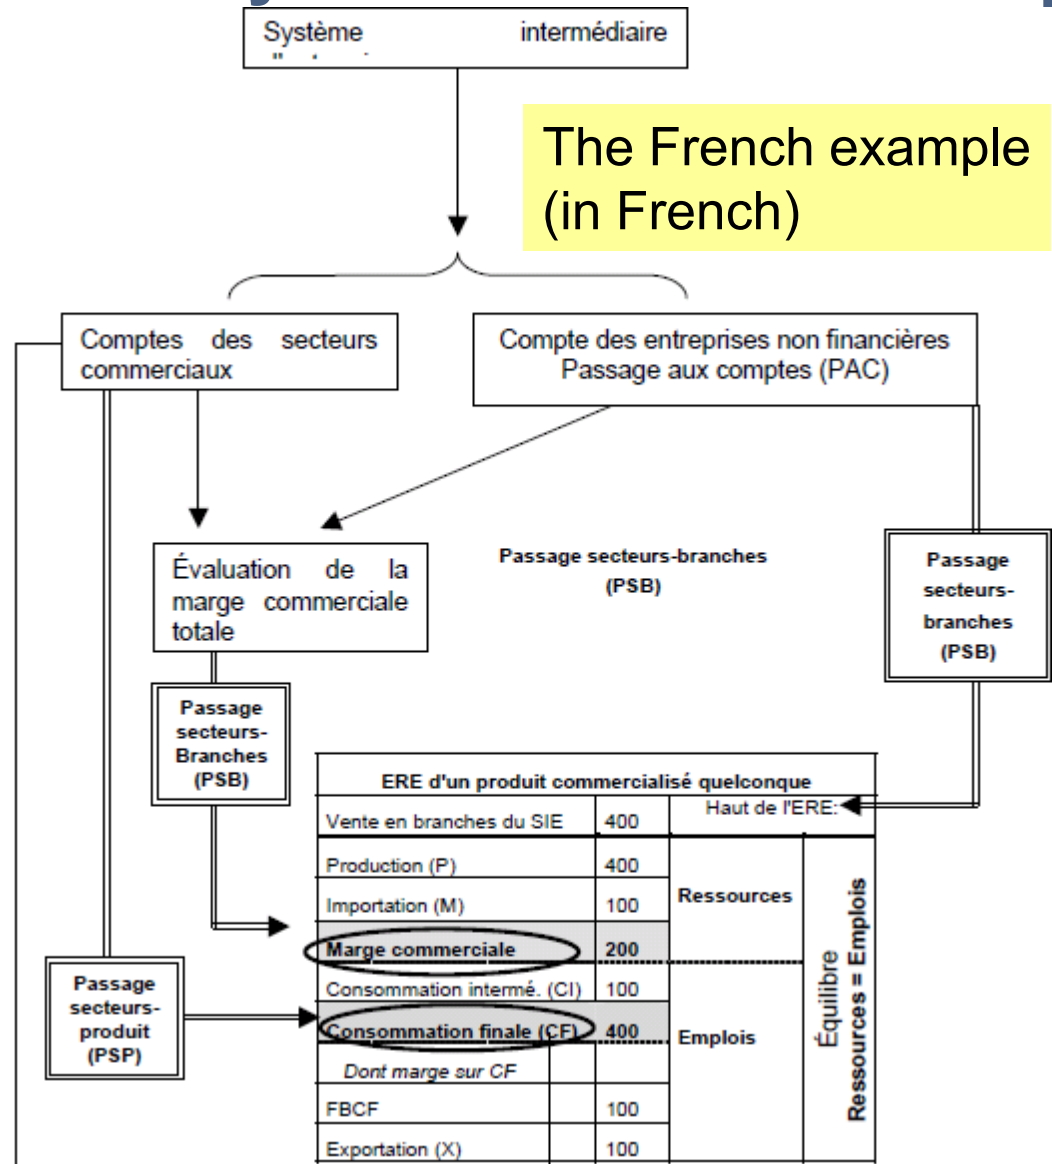 Système intermédiaire
The French example
(in French)
Comptes des secteurs
commerciaux
Compte des entreprises non financières
Passage aux comptes (PAC)
Évaluation de la
marge commerciale
totale
Passage secteurs-branches
(PSB)
Passage
secteurs-
branches
(PSB)
Passage
secteurs-
Branches
(PSB)
ERE d'un produit commercialisé quelconque
Vente en branches du SIE 400 Haut de l'ERE:
Production (P) 400
Importation (M) 100
Ressources
Marge commerciale 200
Consommation intermé. (CI) 100
Consommation finale (CF) 400
Emplois
Dont marge sur CF
FBCF 100
Exportation (X) 100
Équilibre
Ressources = Emplois
Passage
secteurs-
produit
(PSP)